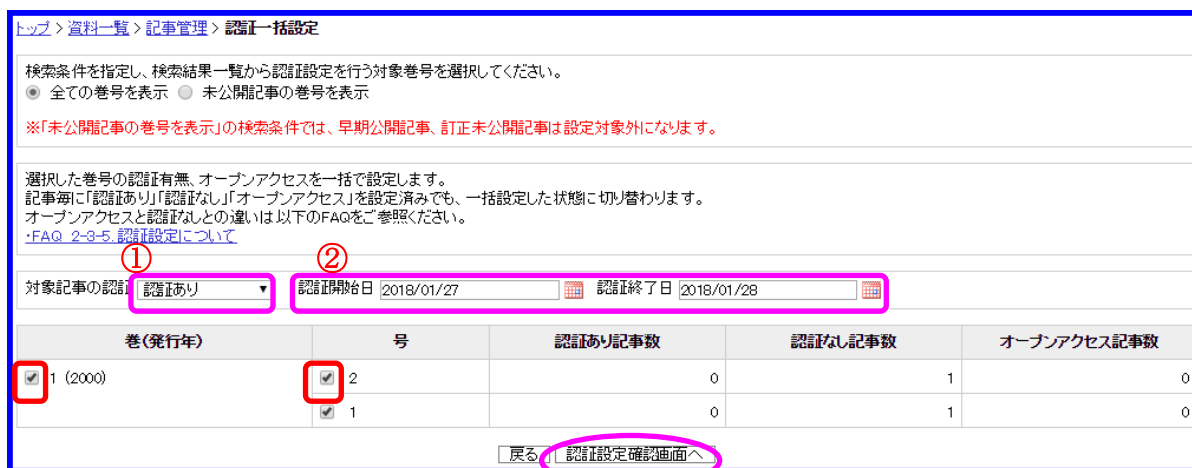 トップ > 資料一覧 > 記事管理 > 認証一括設定
検索条件を指定し、検索結果一覧から認証設定を行う対象巻号を選択してください。
全ての巻号を表示 未公開記事の巻号を表示
※「未公開記事の巻号を表示」の検索条件では、早期公開記事、訂正未公開記事は設定対象外になります。
選択した巻号の認証有無、オープンアクセスを一括で設定します。
記事毎に「認証あり」「認証なし」「オープンアクセス」を設定済みでも、一括設定した状態に切り替わります。
オープンアクセスと認証なしとの違いは以下のFAQをご参照ください。
・FAQ 2-3-5.認証設定について
① ②
対象記事の認証 認証あり 認証開始日 2018/01/27 認証終了日 2018/01/28
巻(発行年) 号 認証あり記事数 認証なし記事数 オープンアクセス記事数
1 (2000) 2 0 1 0
1 0 1 0
戻る 認証設定確認画面へ